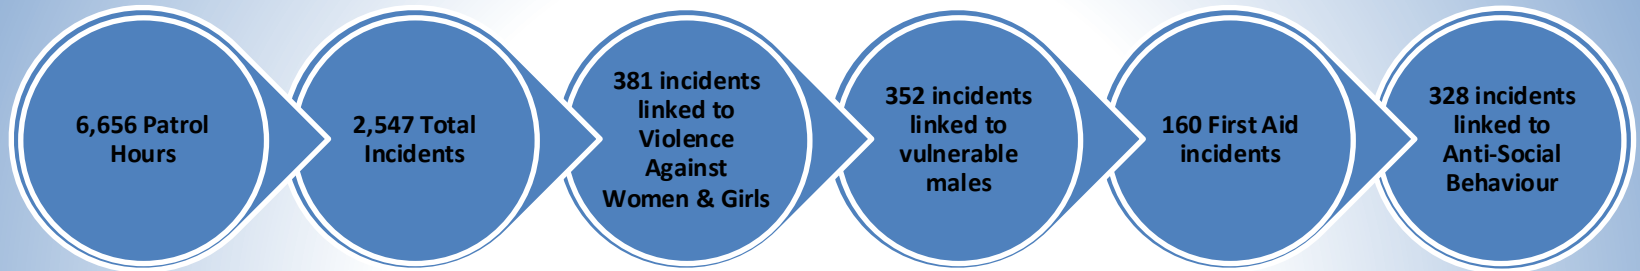 6,656 Patrol
Hours
2,547 Total
Incidents
381 incidents
linked to
Violence
Against
Women & Girls
352 incidents
linked to
vulnerable
males
160 First Aid
incidents
328 incidents
linked to
Anti-Social
Behaviour